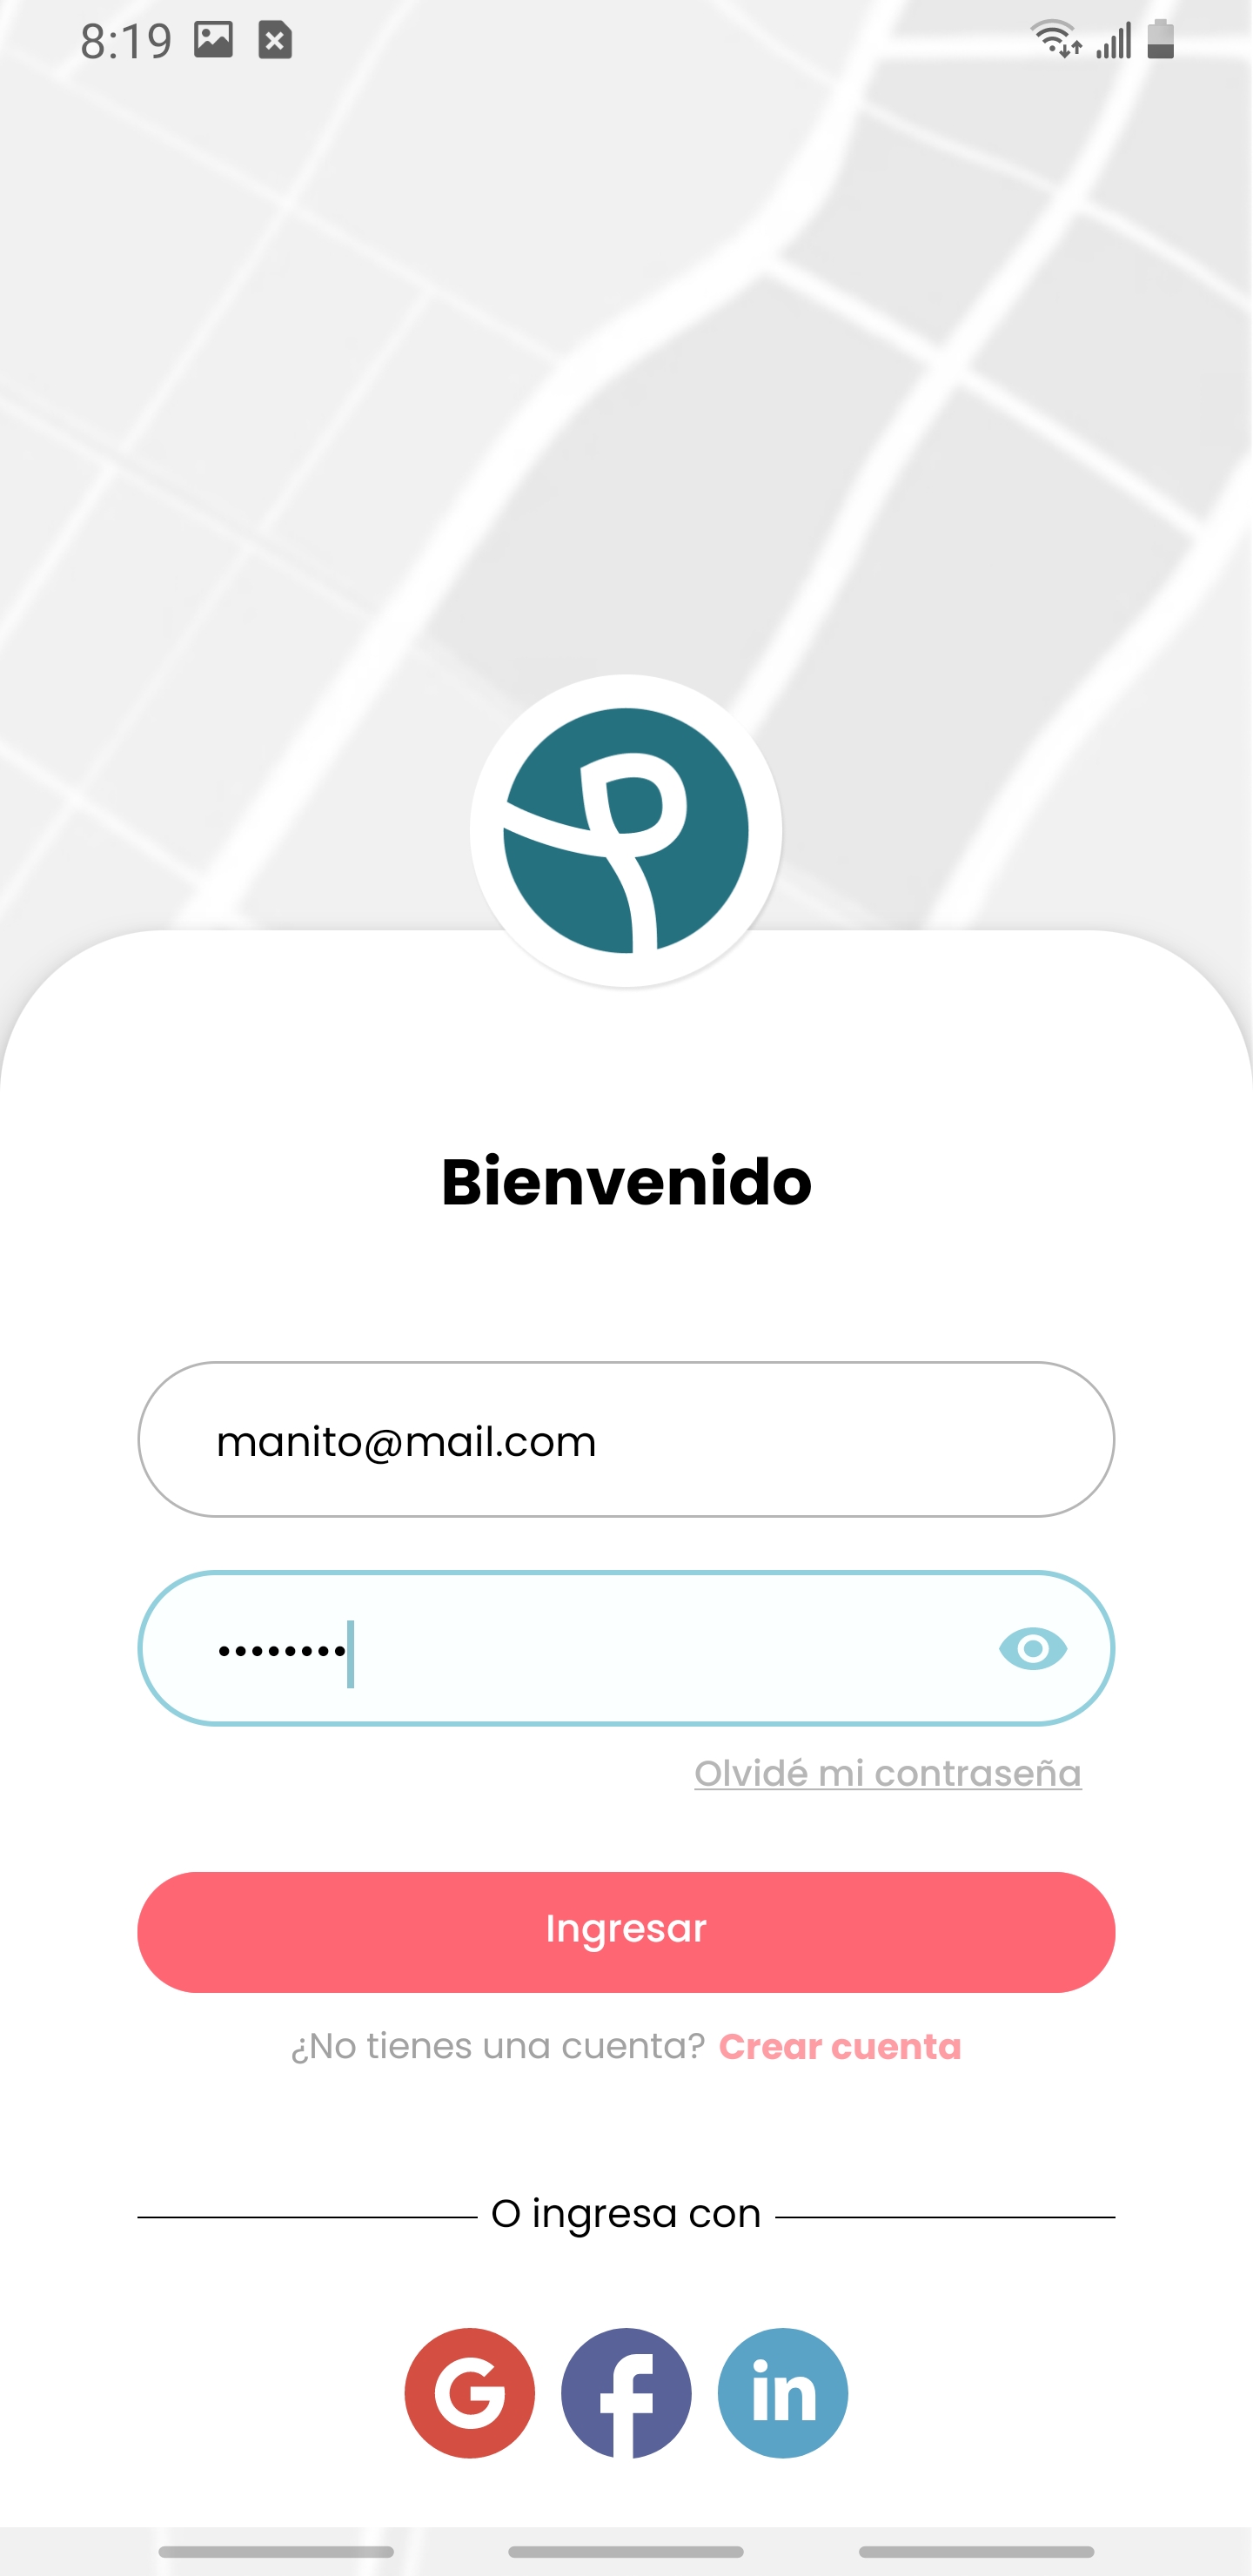 8:19
Bienvenido
manito@mail.com
••••••••
Olvidé mi contraseña
Ingresar
¿No tienes una cuenta? Crear cuenta
O ingresa con
G f in